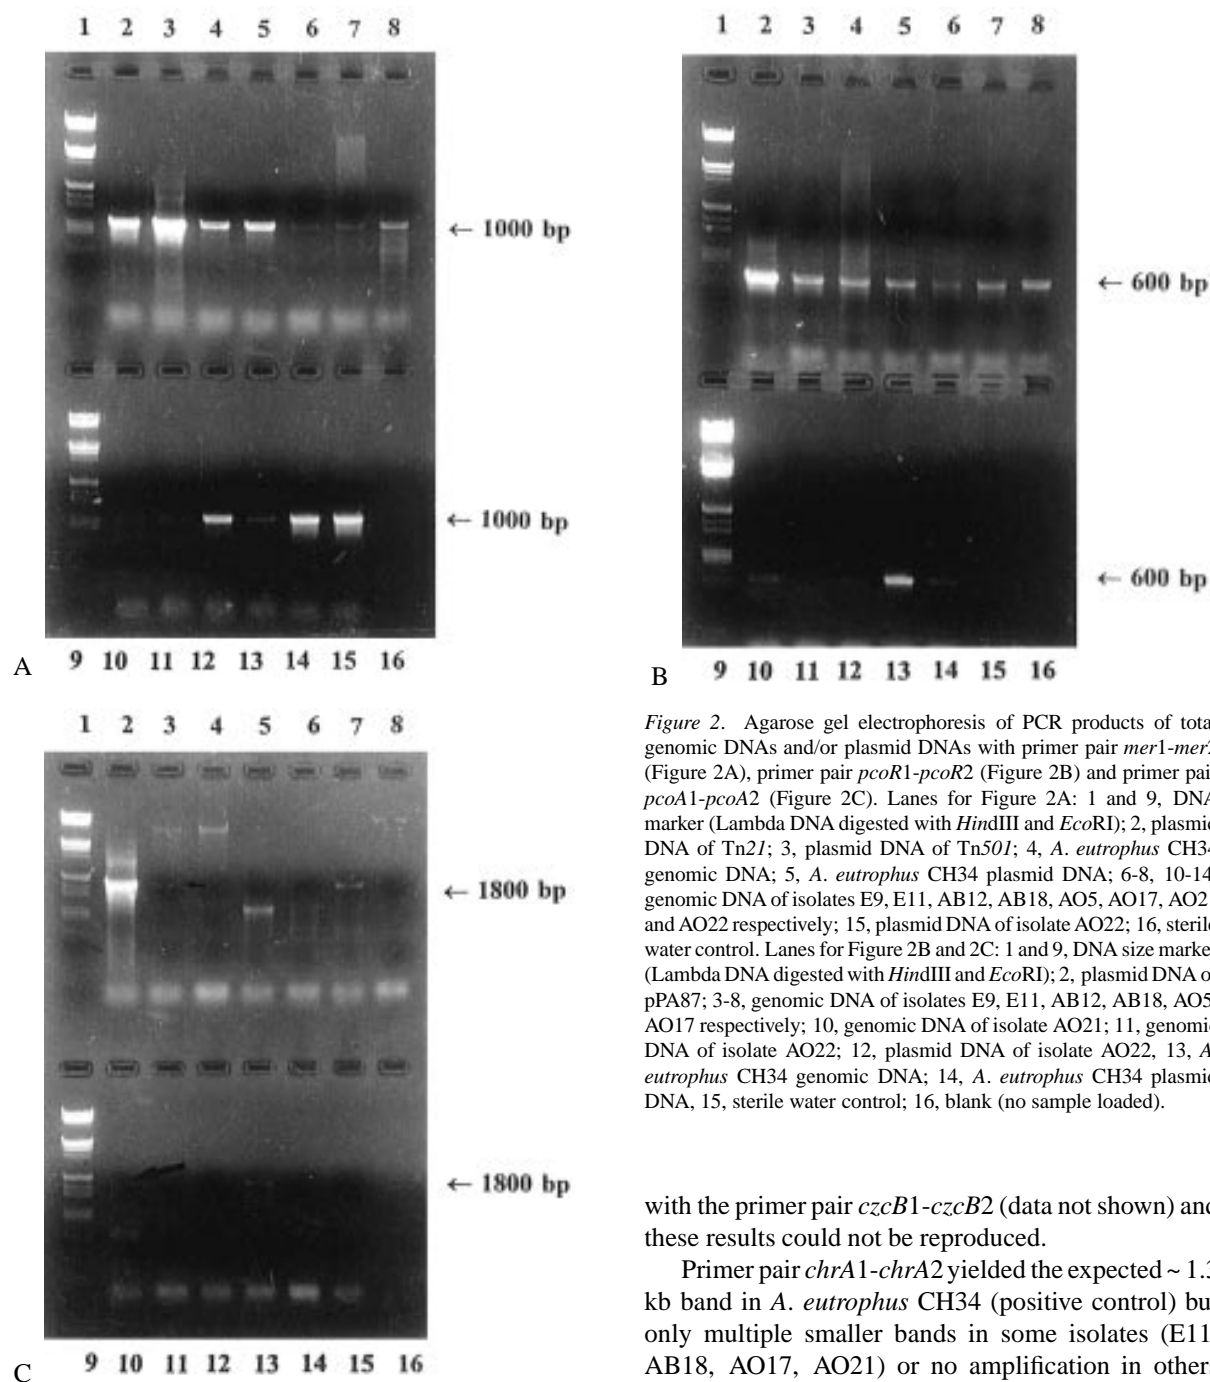 1 2 3 4 5 6 7 8
← 1000 bp
← 1000 bp
9 10 11 12 13 14 15 16
A
1 2 3 4 5 6 7 8
← 600 bp
← 600 bp
9 10 11 12 13 14 15 16
B
1 2 3 4 5 6 7 8
← 1800 bp
← 1800 bp
9 10 11 12 13 14 15 16
C
Figure 2. Agarose gel electrophoresis of PCR products of total
genomic DNAs and/or plasmid DNAs with primer pair mer1-mer2
(Figure 2A), primer pair pcoR1-pcoR2 (Figure 2B) and primer pair
pcoA1-pcoA2 (Figure 2C). Lanes for Figure 2A: 1 and 9, DNA
marker (Lambda DNA digested with HindIII and EcoRI); 2, plasmid
DNA of Tn21; 3, plasmid DNA of Tn501; 4, A. eutrophus CH34
genomic DNA; 5, A. eutrophus CH34 plasmid DNA; 6-8, 10-14,
genomic DNA of isolates E9, E11, AB12, AB18, AO5, AO17, AO2
and AO22 respectively; 15, plasmid DNA of isolate AO22; 16, sterile
water control. Lanes for Figure 2B and 2C: 1 and 9, DNA size marker
(Lambda DNA digested with HindIII and EcoRI); 2, plasmid DNA of
pPA87; 3-8, genomic DNA of isolates E9, E11, AB12, AB18, AO5,
AO17 respectively; 10, genomic DNA of isolate AO21; 11, genomic
DNA of isolate AO22; 12, plasmid DNA of isolate AO22, 13, A.
eutrophus CH34 genomic DNA; 14, A. eutrophus CH34 plasmid
DNA, 15, sterile water control; 16, blank (no sample loaded).
with the primer pair czcB1-czcB2 (data not shown) and
these results could not be reproduced.
Primer pair chrA1-chrA2 yielded the expected ~ 1.3
kb band in A. eutrophus CH34 (positive control) but
only multiple smaller bands in some isolates (E11,
AB18, AO17, AO21) or no amplification in others